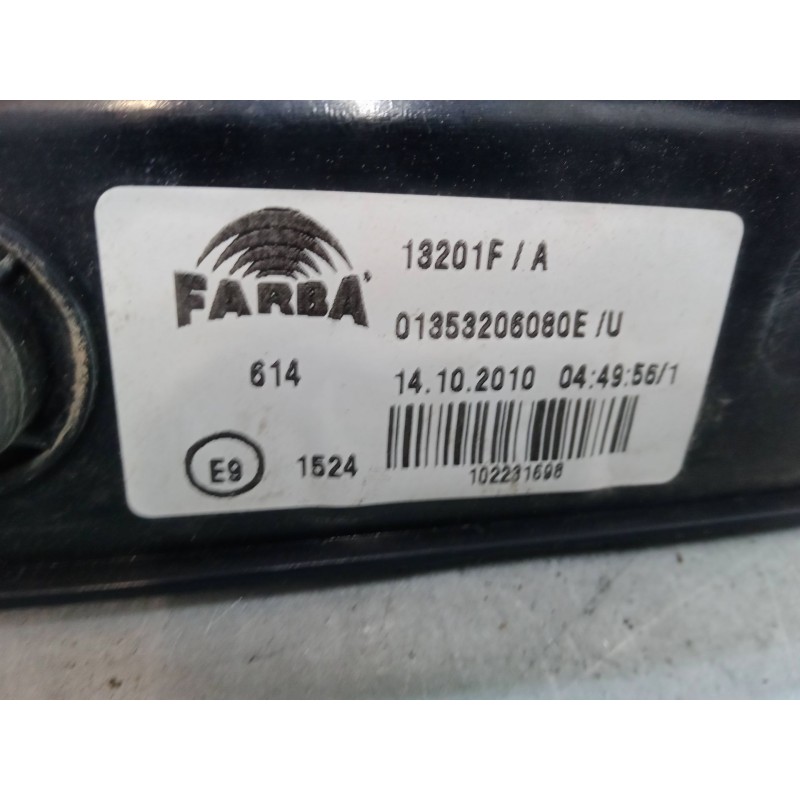 FARBA
13201F / A
01353206080E /U
614
14.10.2010 04:49:56/1
E9
1524
102231698